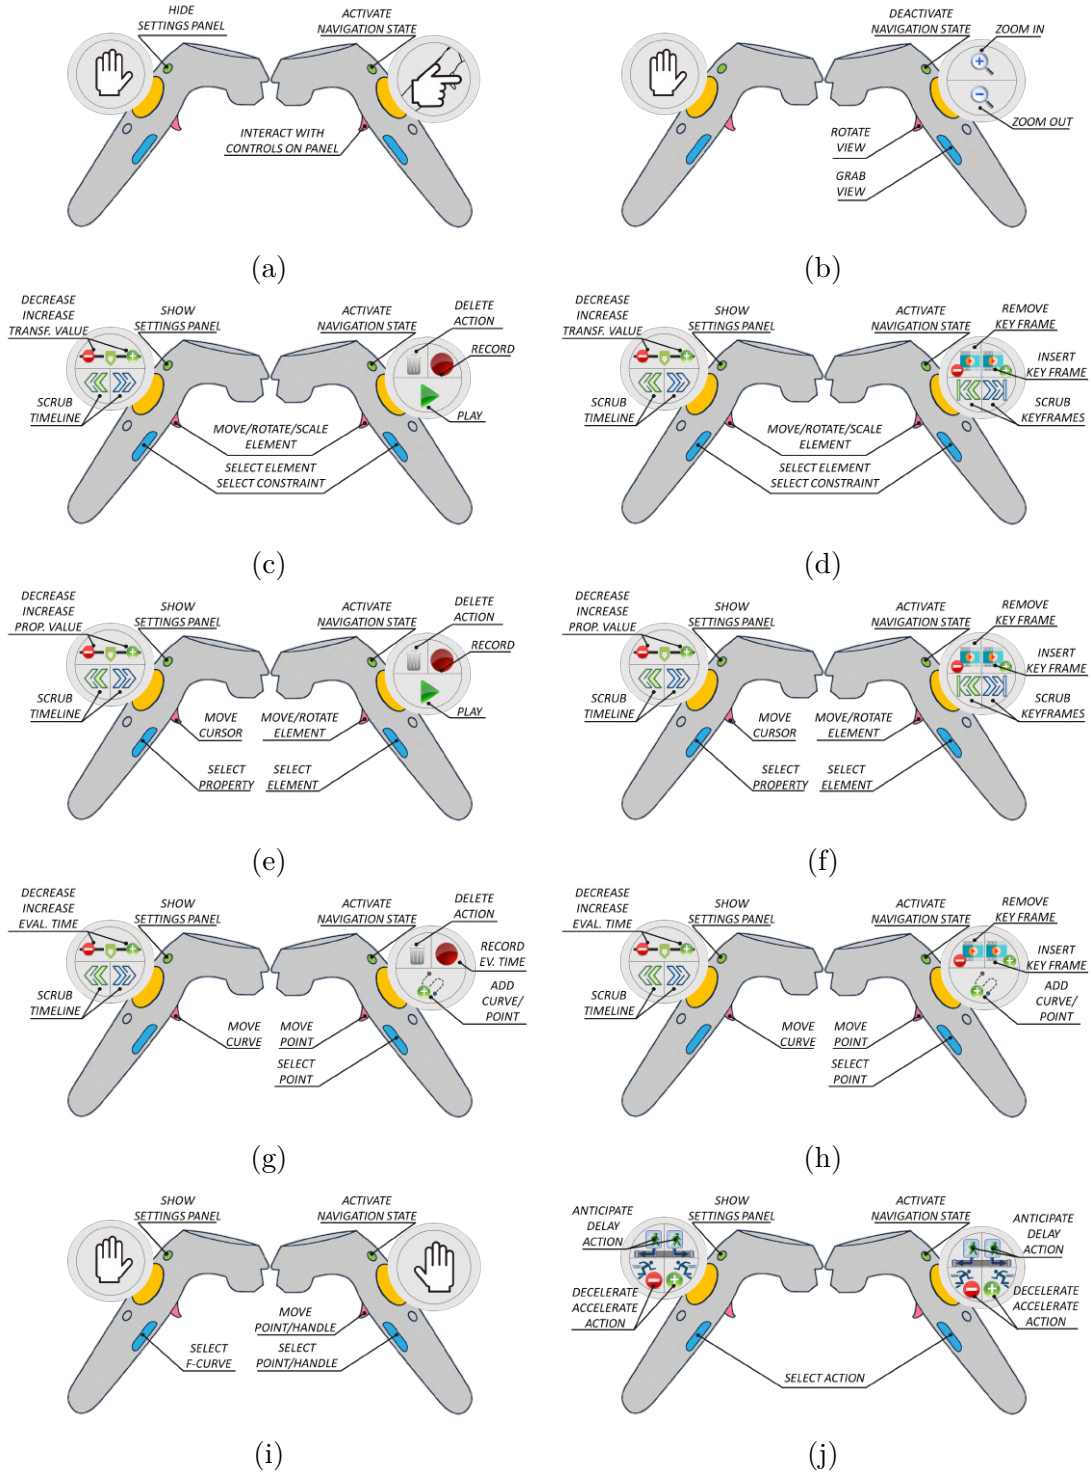 HIDE
SETTINGS PANEL
ACTIVATE
NAVIGATION STATE
INTERACT WITH
CONTROLS ON PANEL
(a)
DEACTIVATE
NAVIGATION STATE
ZOOM IN
ZOOM OUT
ROTATE
VIEW
GRAB
VIEW
(b)
DECREASE
INCREASE
TRANSF. VALUE
SHOW
SETTINGS PANEL
ACTIVATE
NAVIGATION STATE
DELETE
ACTION
RECORD
PLAY
SCRUB
TIMELINE
MOVE/ROTATE/SCALE
ELEMENT
SELECT ELEMENT
SELECT CONSTRAINT
(c)
DECREASE
INCREASE
TRANSF. VALUE
SHOW
SETTINGS PANEL
ACTIVATE
NAVIGATION STATE
REMOVE
KEY FRAME
INSERT
KEY FRAME
SCRUB
KEYFRAMES
SCRUB
TIMELINE
MOVE/ROTATE/SCALE
ELEMENT
SELECT ELEMENT
SELECT CONSTRAINT
(d)
DECREASE
INCREASE
PROP. VALUE
SHOW
SETTINGS PANEL
ACTIVATE
NAVIGATION STATE
DELETE
ACTION
RECORD
PLAY
SCRUB
TIMELINE
MOVE
CURSOR
MOVE/ROTATE
ELEMENT
SELECT
PROPERTY
SELECT
ELEMENT
(e)
DECREASE
INCREASE
PROP. VALUE
SHOW
SETTINGS PANEL
ACTIVATE
NAVIGATION STATE
REMOVE
KEY FRAME
INSERT
KEY FRAME
SCRUB
KEYFRAMES
SCRUB
TIMELINE
MOVE
CURSOR
MOVE/ROTATE
ELEMENT
SELECT
PROPERTY
SELECT
ELEMENT
(f)
DECREASE
INCREASE
EVAL. TIME
SHOW
SETTINGS PANEL
ACTIVATE
NAVIGATION STATE
DELETE
ACTION
RECORD
EV. TIME
ADD
CURVE/
POINT
SCRUB
TIMELINE
MOVE
CURVE
MOVE
POINT
SELECT
POINT
(g)
DECREASE
INCREASE
EVAL. TIME
SHOW
SETTINGS PANEL
ACTIVATE
NAVIGATION STATE
REMOVE
KEY FRAME
INSERT
KEY FRAME
ADD
CURVE/
POINT
SCRUB
TIMELINE
MOVE
CURVE
MOVE
POINT
SELECT
POINT
(h)
SHOW
SETTINGS PANEL
ACTIVATE
NAVIGATION STATE
MOVE
POINT/HANDLE
SELECT
F-CURVE
SELECT
POINT/HANDLE
(i)
ANTICIPATE
DELAY
ACTION
SHOW
SETTINGS PANEL
ACTIVATE
NAVIGATION STATE
ANTICIPATE
DELAY
ACTION
DECELERATE
ACCELERATE
ACTION
DECELERATE
ACCELERATE
ACTION
SELECT ACTION
(j)